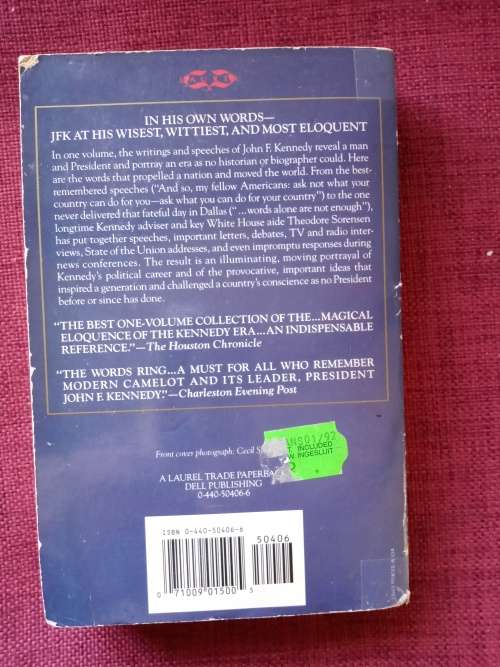 IN HIS OWN WORDS—
JFK AT HIS WISEST, WITTIEST, AND MOST ELOQUENT
In one volume, the writings and speeches of John F. Kennedy reveal a man
and President and portray an era as no historian or biographer could. Here
are the words that propelled a nation and moved the world. From the best-
remembered speeches ("And so, my fellow Americans: ask not what your
country can do for you—ask what you can do for your country") to the one
never delivered that fateful day in Dallas ("...words alone are not enough"),
longtime Kennedy adviser and key White House aide Theodore Sorensen
has put together speeches, important letters, debates, TV and radio inter-
views, State of the Union addresses, and even impromptu responses during
news conferences. The result is an illuminating, moving portrayal of
Kennedy's political career and of the provocative, important ideas that
inspired a generation and challenged a country's conscience as no President
before or since has done.
"THE BEST ONE-VOLUME COLLECTION OF THE...MAGICAL
ELOQUENCE OF THE KENNEDY ERA...AN INDISPENSABLE
REFERENCE."—The Houston Chronicle
"THE WORDS RING...A MUST FOR ALL WHO REMEMBER
MODERN CAMELOT AND ITS LEADER, PRESIDENT
JOHN F. KENNEDY."—Charleston Evening Post
Front cover photograph: Cecil
01/92
INCLUDED
INGESLUIT
A LAUREL TRADE PAPERBACK
DELL PUBLISHING
0-440-50406-6
ISBN 0-440-50406-6
50406
0 71009 01500 3